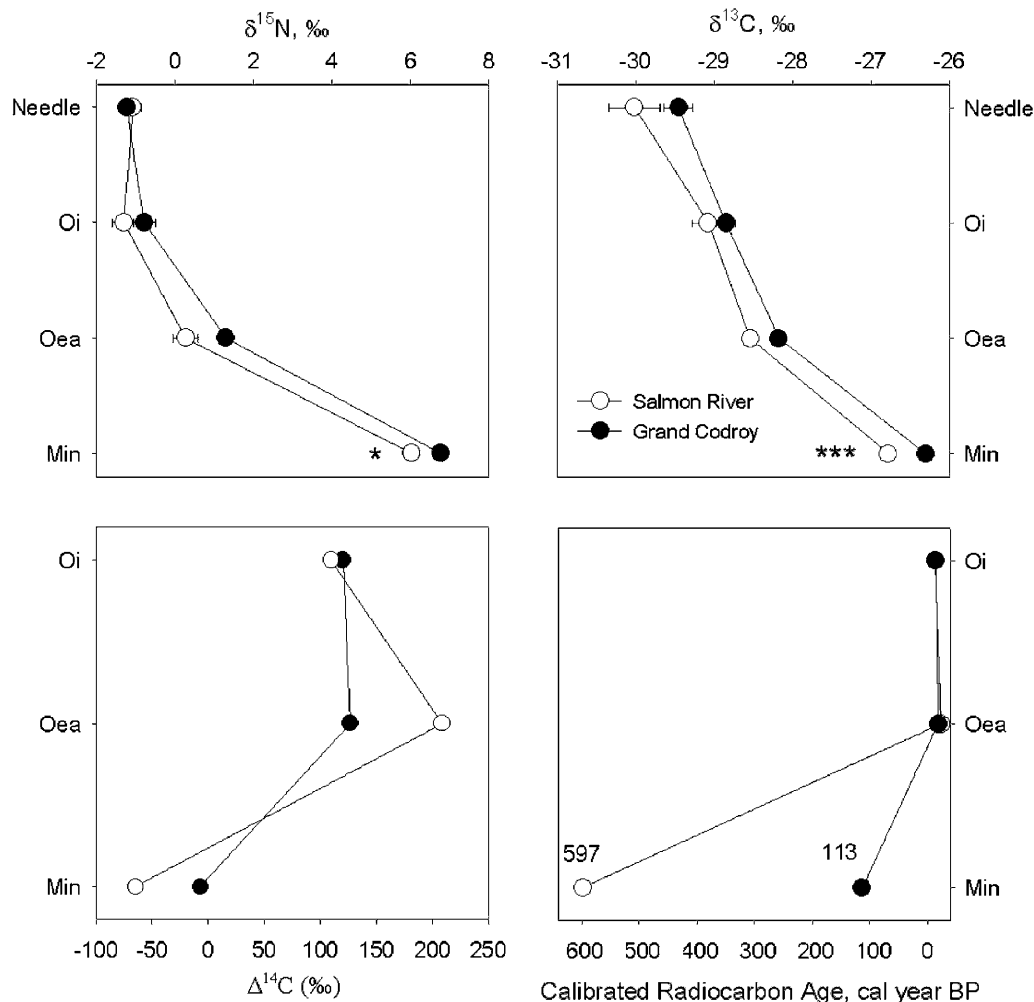 δ¹⁵N, ‰
-2 0 2 4 6 8
Needle
Oi
Oea
Min
*
δ¹³C, ‰
-31 -30 -29 -28 -27 -26
Needle
Oi
Oea
Min
Salmon River
Grand Codroy
***
Oi
Oea
Min
-100 -50 0 50 100 150 200 250
Δ¹⁴C (‰)
Oi
Oea
Min
597
113
600 500 400 300 200 100 0
Calibrated Radiocarbon Age, cal year BP